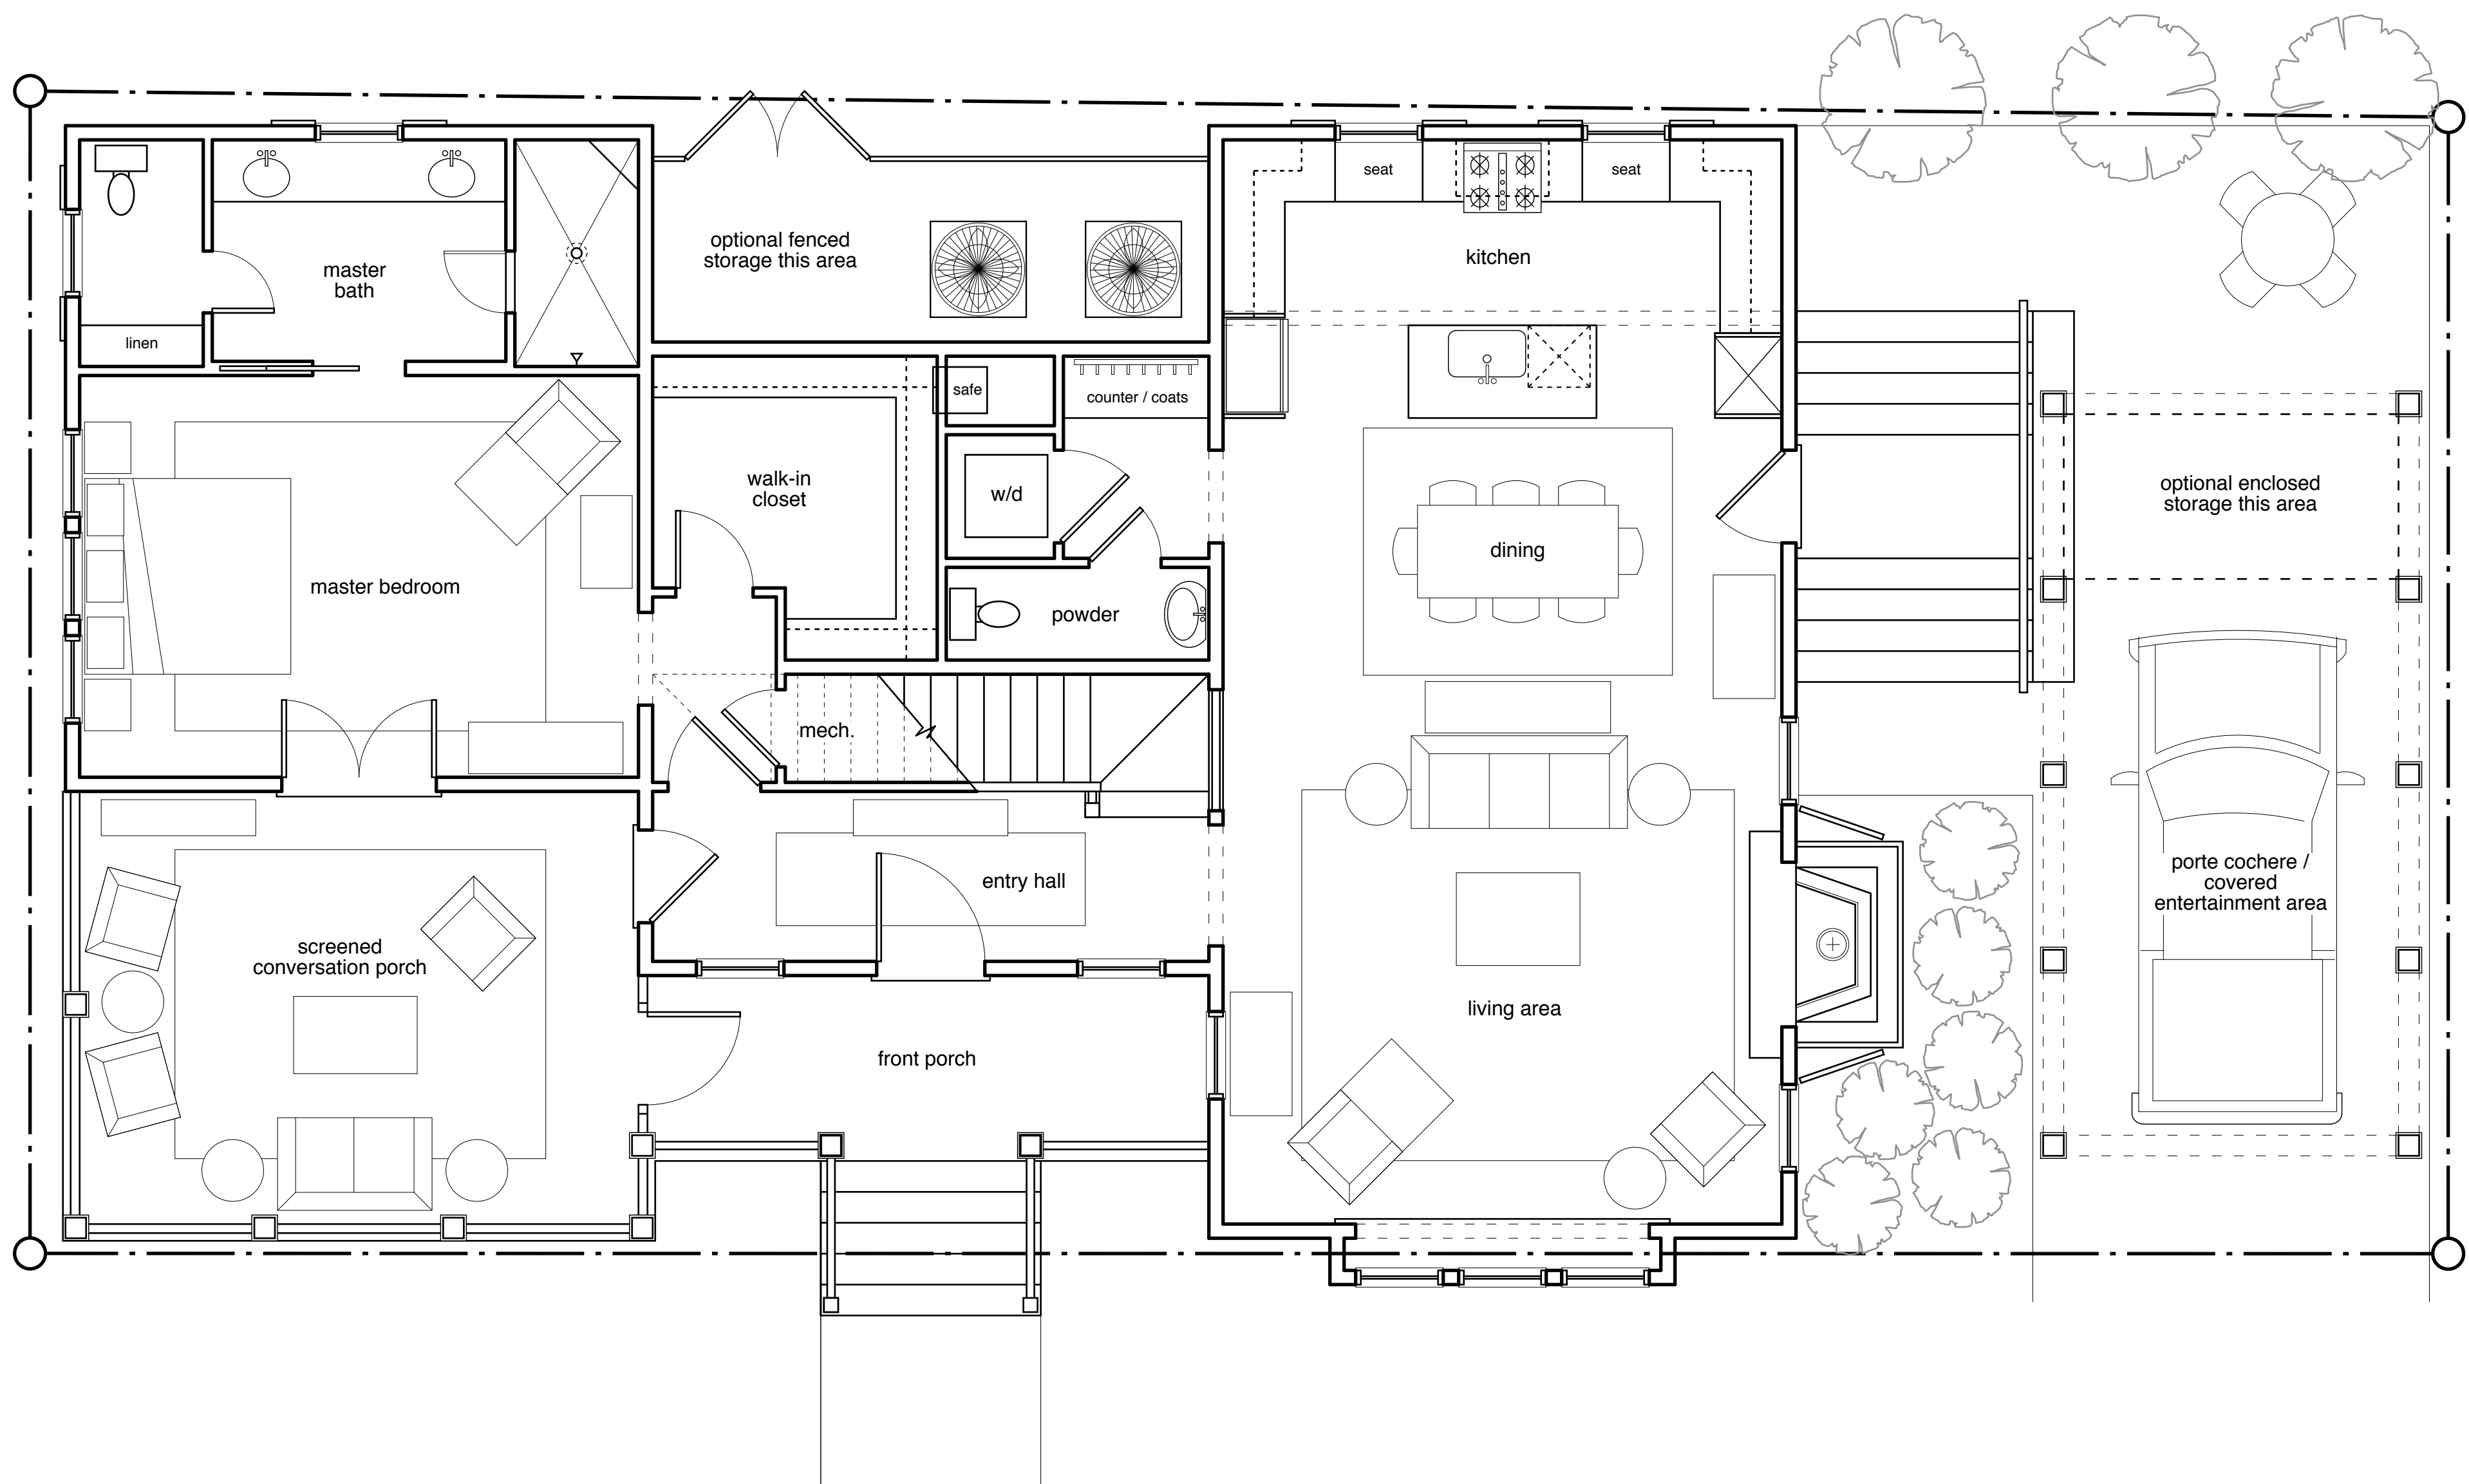 seat
seat
optional fenced
storage this area
kitchen
master
bath
linen
safe
counter / coats
walk-in
closet
w/d
optional enclosed
storage this area
dining
master bedroom
powder
mech.
entry hall
porte cochere /
covered
entertainment area
screened
conversation porch
living area
front porch